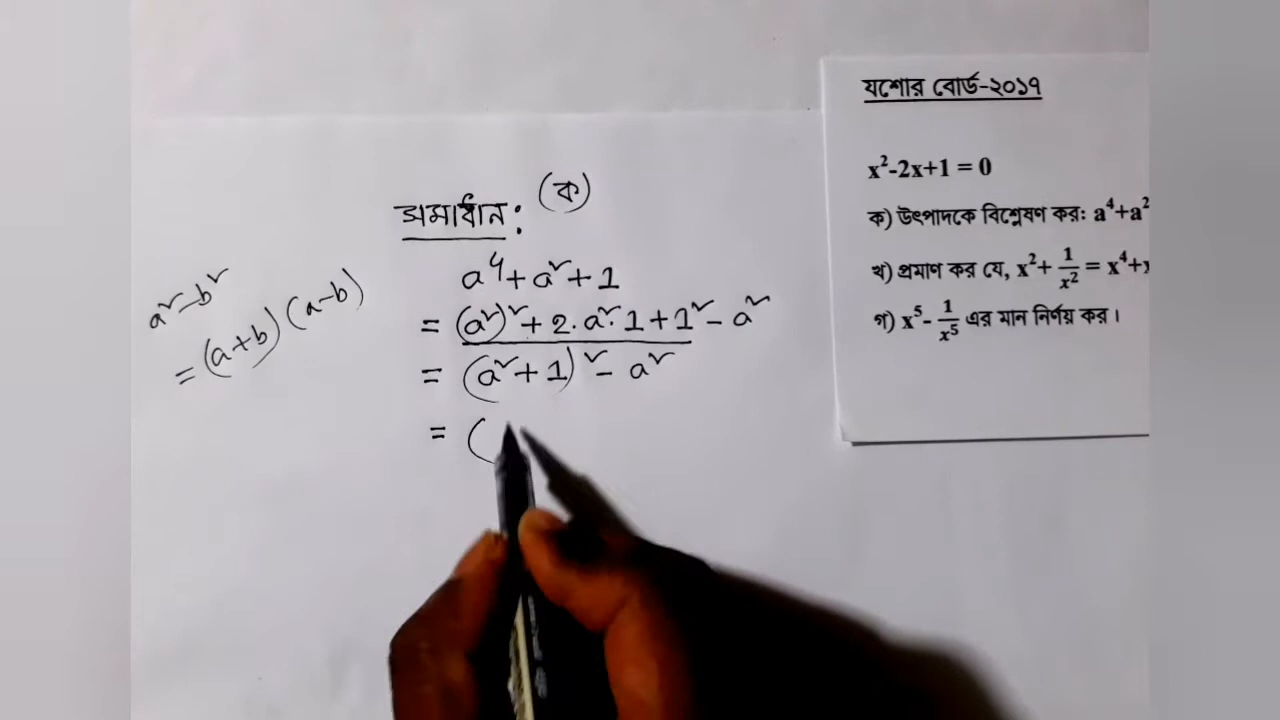 সমাধান: (ক)
a⁴+a²+1
= (a²)²+2·a²·1+1²-a²
= (a²+1)²-a²
= (
a²-b²
= (a+b)(a-b)
যশোর বোর্ড-২০১৭
x²-2x+1 = 0
ক) উৎপাদকে বিশ্লেষণ কর: a⁴+a²
খ) প্রমাণ কর যে, x²+ 1/x² = x⁴+
গ) x⁵- 1/x⁵ এর মান নির্ণয় কর।